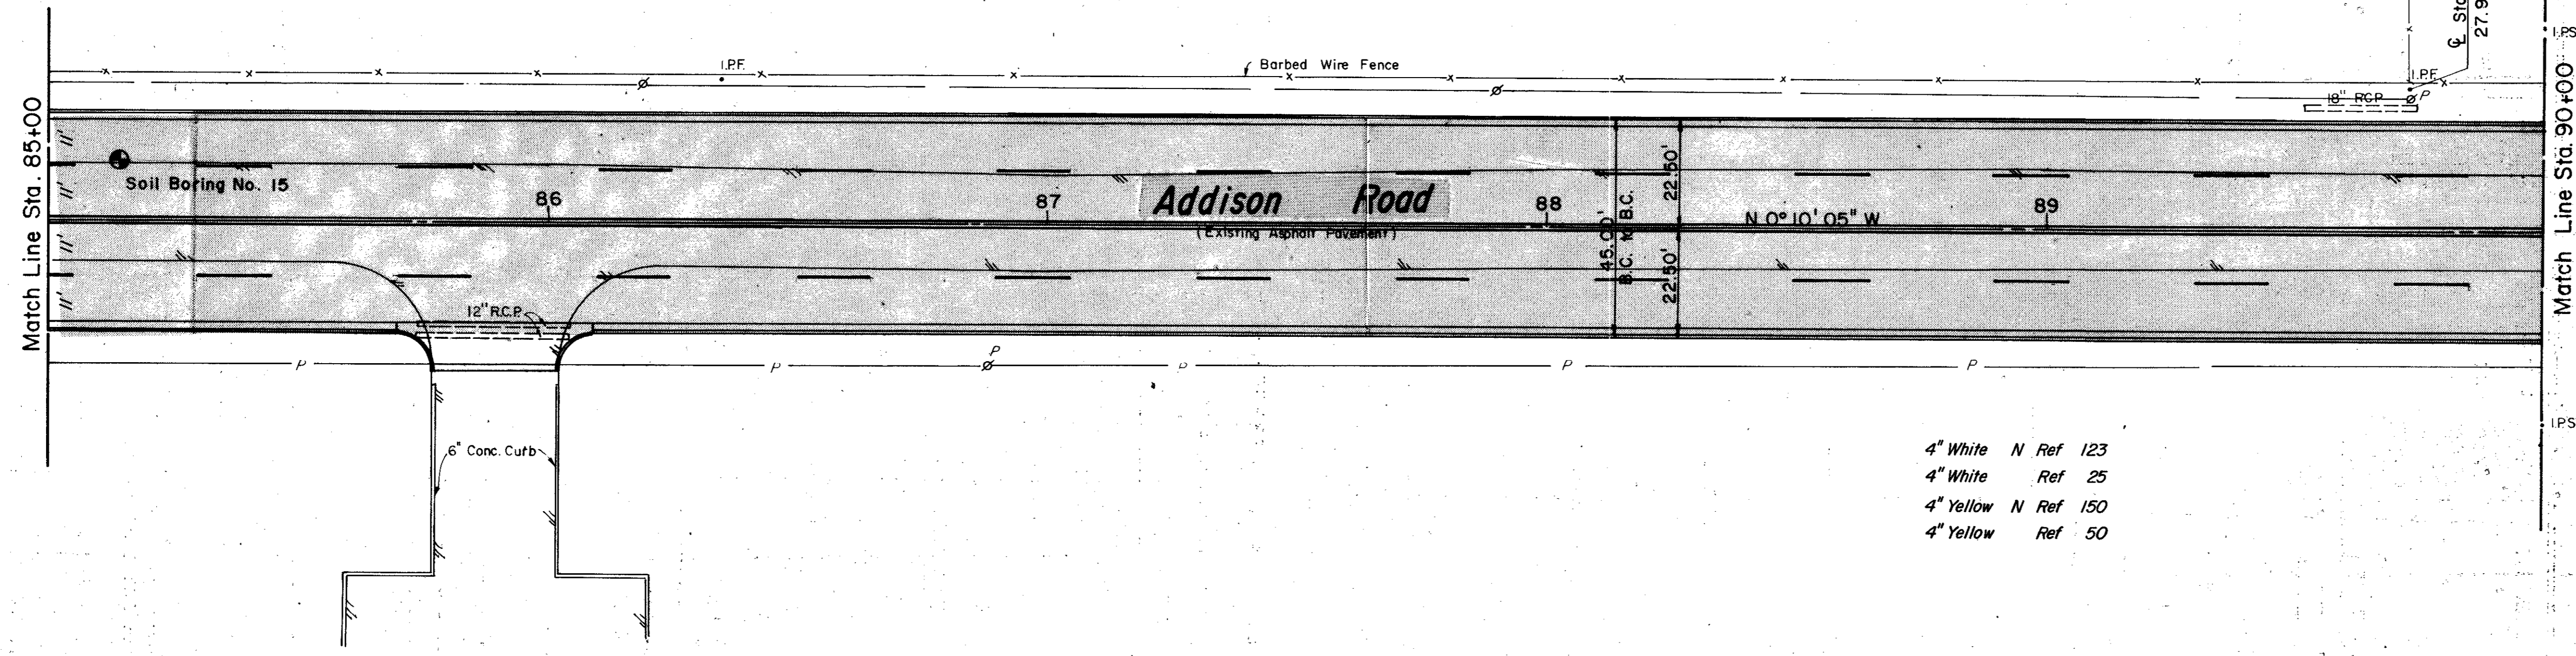 Match Line Sta. 85+00
I.P.F.
Barbed Wire Fence
27.9
I.P.S
I.P.F.
18" R.C.P.
P
Match Line Sta. 90+00
Soil Boring No. 15
86
87
Addison Road
88
89
(Existing Asphalt Pavement)
45.00'
B.C. to B.C.
22.50'
22.50'
N 0° 10' 05" W
12" R.C.P.
P
P
P
P
P
P
6" Conc. Curb
I.P.S
4" White N Ref 123
4" White Ref 25
4" Yellow N Ref 150
4" Yellow Ref 50